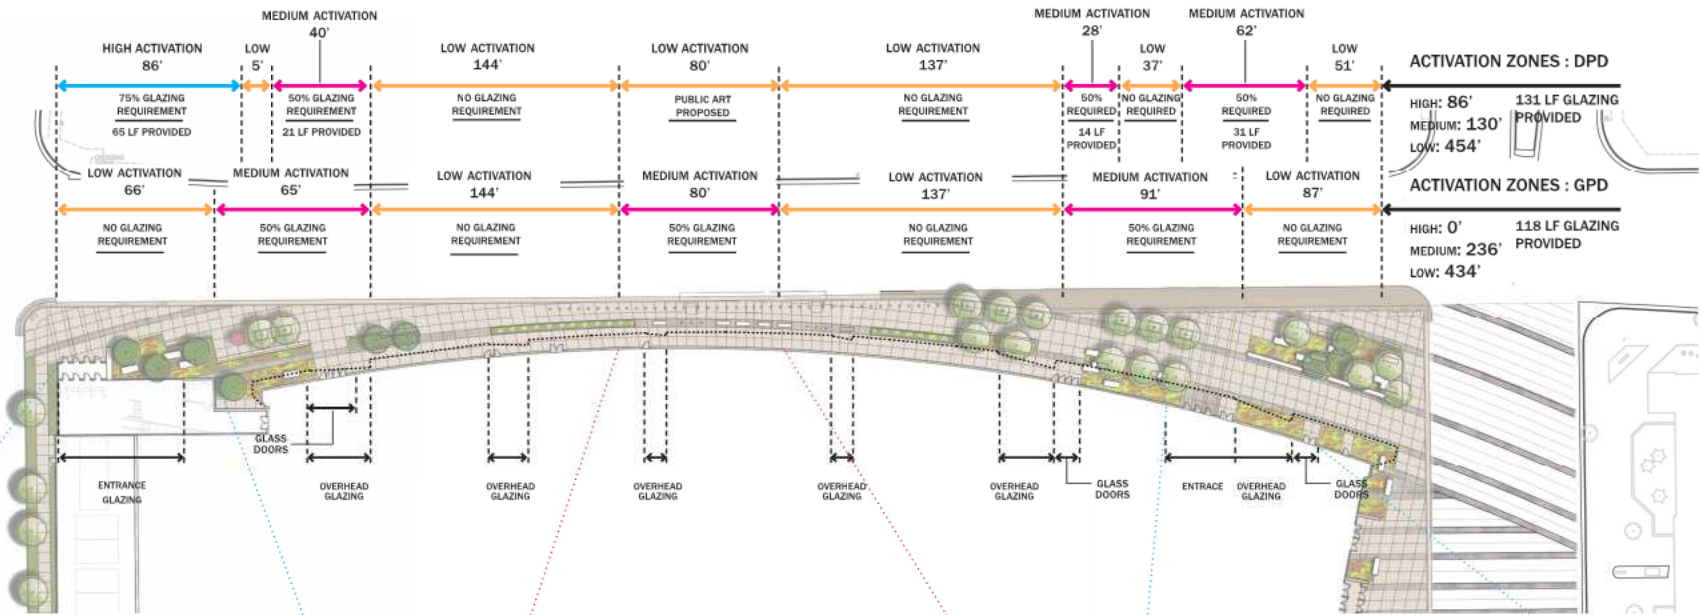 MEDIUM ACTIVATION
40'
MEDIUM ACTIVATION
28'
MEDIUM ACTIVATION
62'
HIGH ACTIVATION
86'
LOW
5'
LOW ACTIVATION
144'
LOW ACTIVATION
80'
LOW ACTIVATION
137'
LOW
37'
LOW
51'
ACTIVATION ZONES : DPD
75% GLAZING
REQUIREMENT
65 LF PROVIDED
50% GLAZING
REQUIREMENT
21 LF PROVIDED
NO GLAZING
REQUIREMENT
PUBLIC ART
PROPOSED
NO GLAZING
REQUIREMENT
50%
REQUIRED
14 LF
PROVIDED
NO GLAZING
REQUIRED
50%
REQUIRED
31 LF
PROVIDED
NO GLAZING
REQUIRED
HIGH: 86'
MEDIUM: 130'
LOW: 454'
131 LF GLAZING
PROVIDED
LOW ACTIVATION
66'
MEDIUM ACTIVATION
65'
LOW ACTIVATION
144'
MEDIUM ACTIVATION
80'
LOW ACTIVATION
137'
MEDIUM ACTIVATION
91'
LOW ACTIVATION
87'
ACTIVATION ZONES : GPD
NO GLAZING
REQUIREMENT
50% GLAZING
REQUIREMENT
NO GLAZING
REQUIREMENT
50% GLAZING
REQUIREMENT
NO GLAZING
REQUIREMENT
50% GLAZING
REQUIREMENT
NO GLAZING
REQUIREMENT
HIGH: 0'
MEDIUM: 236'
LOW: 434'
118 LF GLAZING
PROVIDED
GLASS
DOORS
ENTRANCE
GLAZING
OVERHEAD
GLAZING
OVERHEAD
GLAZING
OVERHEAD
GLAZING
OVERHEAD
GLAZING
OVERHEAD
GLAZING
GLASS
DOORS
ENTRACE
OVERHEAD
GLAZING
GLASS
DOORS